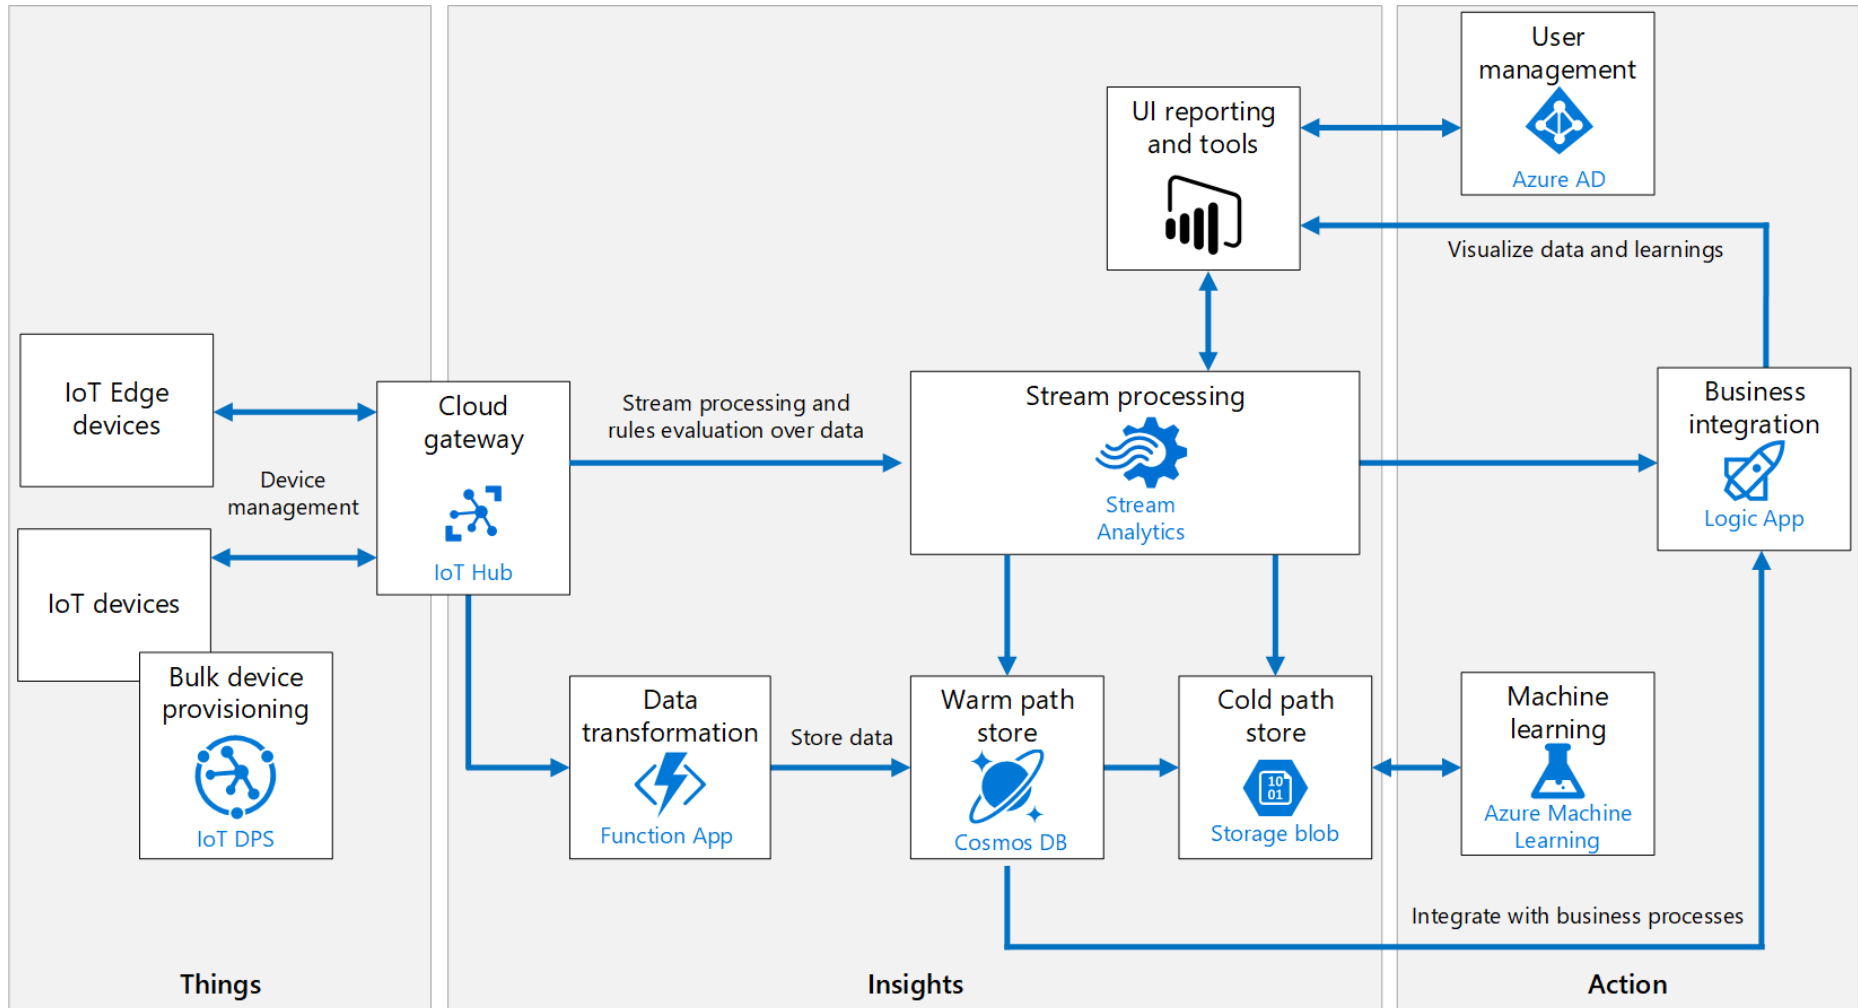 User
management
Azure AD
UI reporting
and tools
Visualize data and learnings
IoT Edge
devices
Device
management
IoT devices
Bulk device
provisioning
IoT DPS
Cloud
gateway
IoT Hub
Stream processing and
rules evaluation over data
Stream processing
Stream
Analytics
Business
integration
Logic App
Data
transformation
Function App
Store data
Warm path
store
Cosmos DB
Cold path
store
10
01
Storage blob
Machine
learning
Azure Machine
Learning
Integrate with business processes
Things
Insights
Action